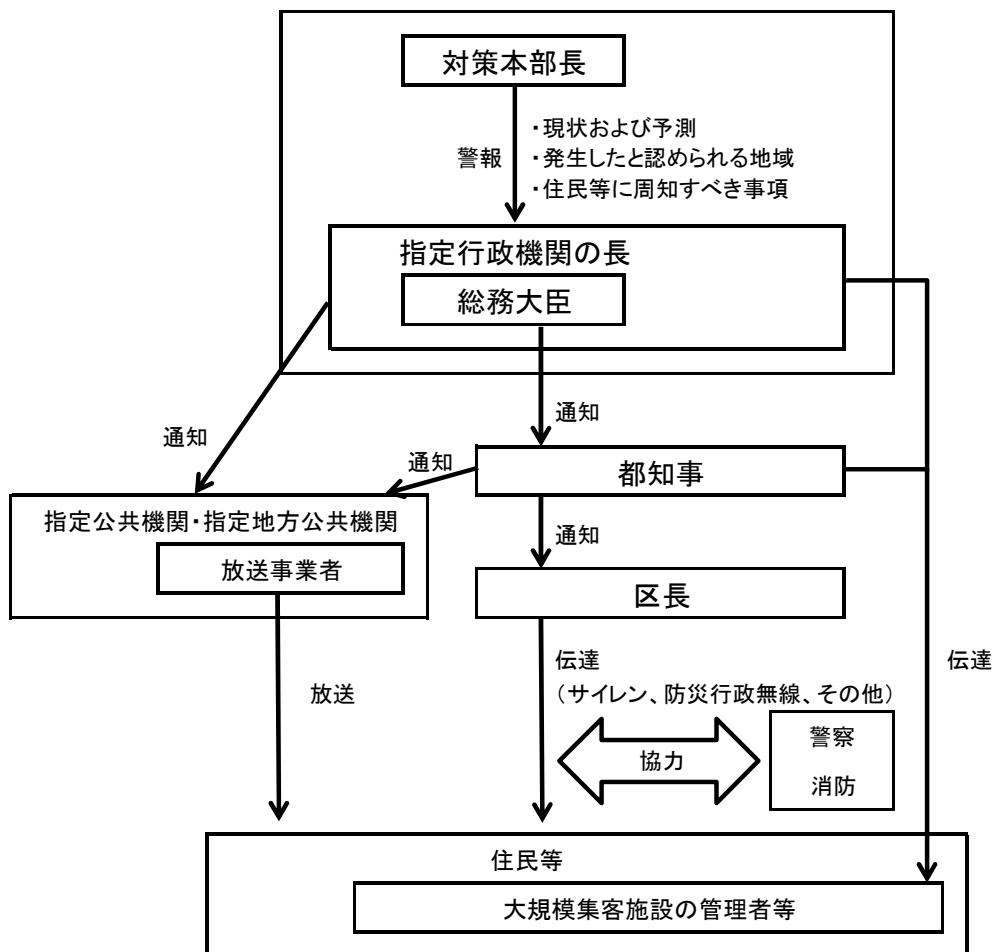 対策本部長
警報
・現状および予測
・発生したと認められる地域
・住民等に周知すべき事項
指定行政機関の長
総務大臣
通知
通知
通知
都知事
指定公共機関・指定地方公共機関
放送事業者
通知
区長
放送
伝達
(サイレン、防災行政無線、その他)
伝達
協力
警察
消防
住民等
大規模集客施設の管理者等